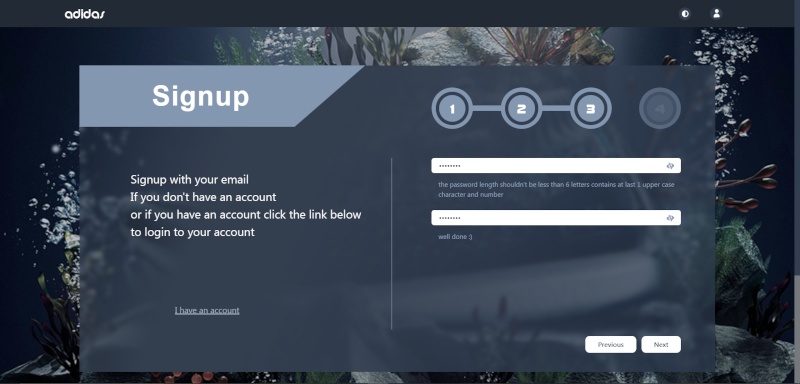 adidas
Signup
1 2 3 4
Signup with your email
If you don't have an account
or if you have an account click the link below
to login to your account
I have an account
the password length shouldn't be less than 6 letters contains at last 1 upper case
character and number
well done :)
Previous Next